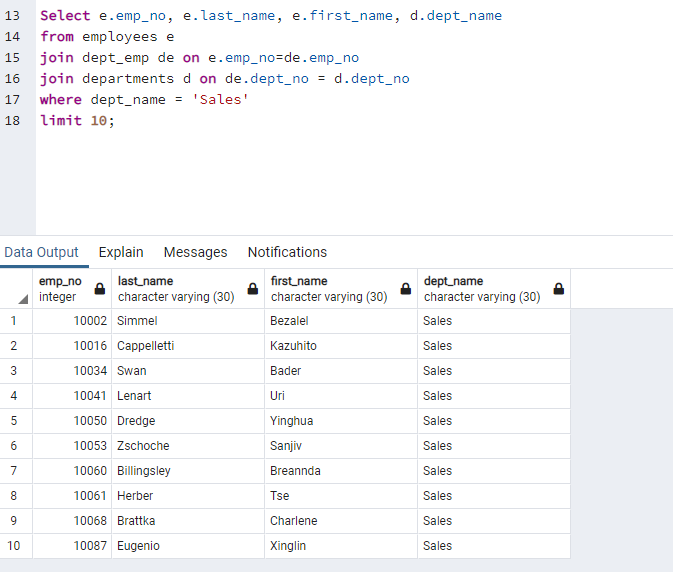 13 Select e.emp_no, e.last_name, e.first_name, d.dept_name
14 from employees e
15 join dept_emp de on e.emp_no=de.emp_no
16 join departments d on de.dept_no = d.dept_no
17 where dept_name = 'Sales'
18 limit 10;
Data Output Explain Messages Notifications
emp_no last_name first_name dept_name
integer character varying (30) character varying (30) character varying (30)
1 10002 Simmel Bezalel Sales
2 10016 Cappelletti Kazuhito Sales
3 10034 Swan Bader Sales
4 10041 Lenart Uri Sales
5 10050 Dredge Yinghua Sales
6 10053 Zschoche Sanjiv Sales
7 10060 Billingsley Breannda Sales
8 10061 Herber Tse Sales
9 10068 Brattka Charlene Sales
10 10087 Eugenio Xinglin Sales